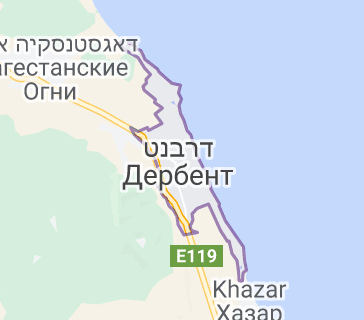 דאגסטנסקיה א
агестанские
Огни
דרבנט
Дербент
E119
Khazar
Хазар